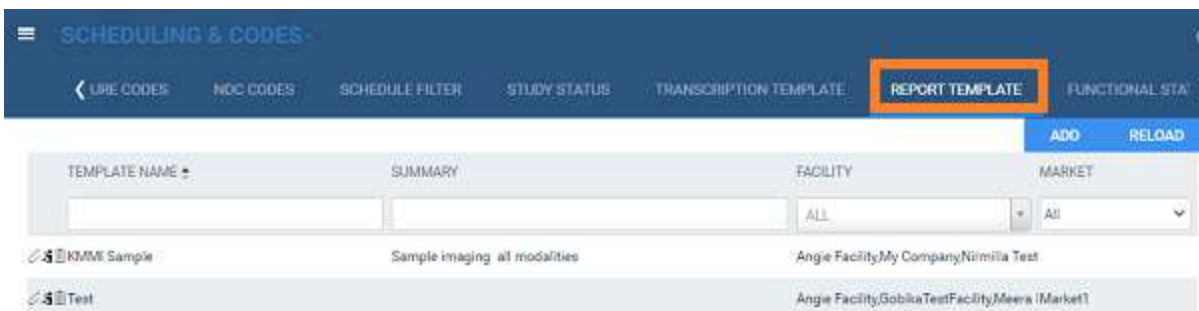 SCHEDULING & CODES
URE CODES NDC CODES SCHEDULE FILTER STUDY STATUS TRANSCRIPTION TEMPLATE REPORT TEMPLATE FUNCTIONAL STA
ADD RELOAD
TEMPLATE NAME SUMMARY FACILITY MARKET
ALL All
KMMI Sample Sample imaging all modalities Angie Facility,My Company,Nirmilla Test
Test Angie Facility,GobikaTestFacility,Meera Market1